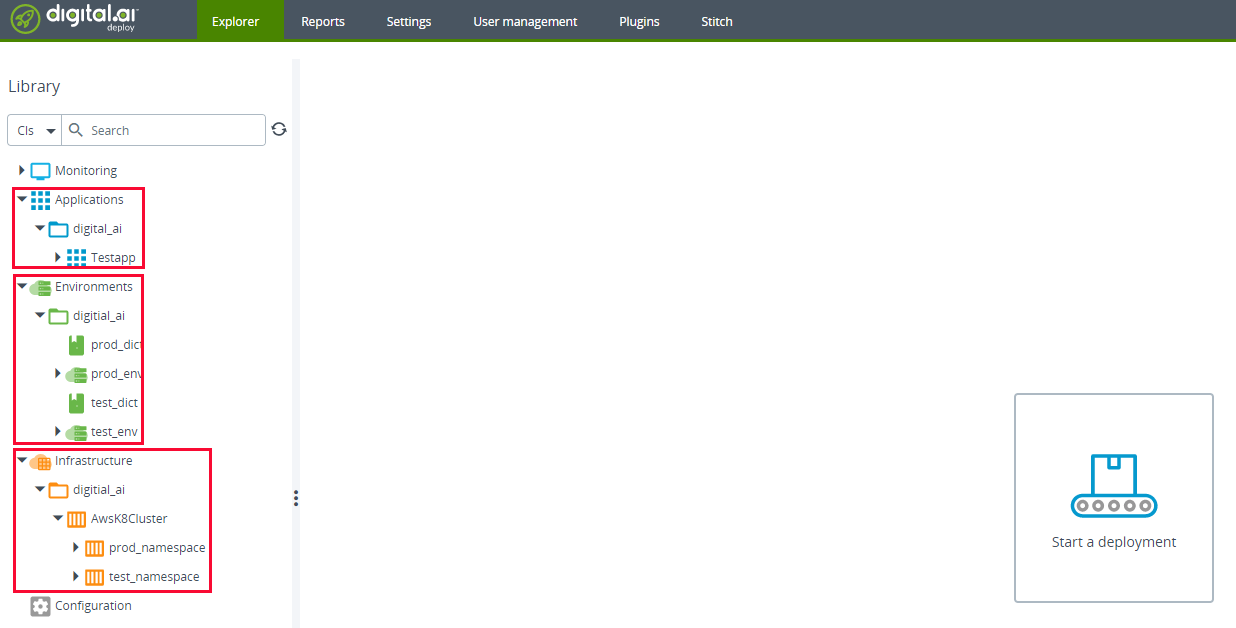 digital.ai
deploy
Explorer
Reports
Settings
User management
Plugins
Stitch
Library
CIs
Search
Monitoring
Applications
digital_ai
Testapp
Environments
digitial_ai
prod_dict
prod_env
test_dict
test_env
Infrastructure
digitial_ai
AwsK8Cluster
prod_namespace
test_namespace
Configuration
Start a deployment